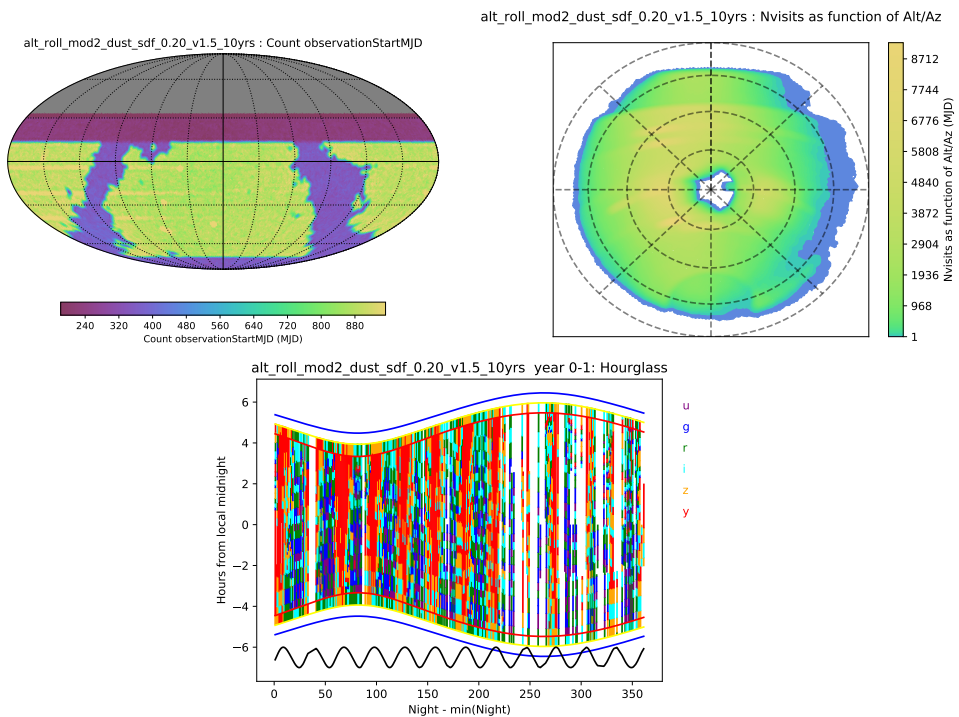 alt_roll_mod2_dust_sdf_0.20_v1.5_10yrs : Count observationStartMJD
240 320 400 480 560 640 720 800 880
Count observationStartMJD (MJD)
alt_roll_mod2_dust_sdf_0.20_v1.5_10yrs : Nvisits as function of Alt/Az
8712
7744
6776
5808
4840
3872
2904
1936
968
1
Nvisits as function of Alt/Az (MJD)
alt_roll_mod2_dust_sdf_0.20_v1.5_10yrs  year 0-1: Hourglass
6
4
2
0
−2
−4
−6
Hours from local midnight
0 50 100 150 200 250 300 350
Night - min(Night)
u
g
r
i
z
y